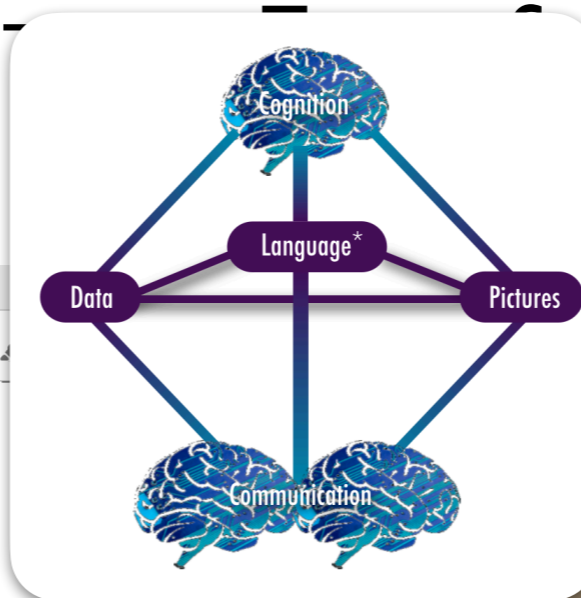 Cognition
Language*
Data
Pictures
Communication